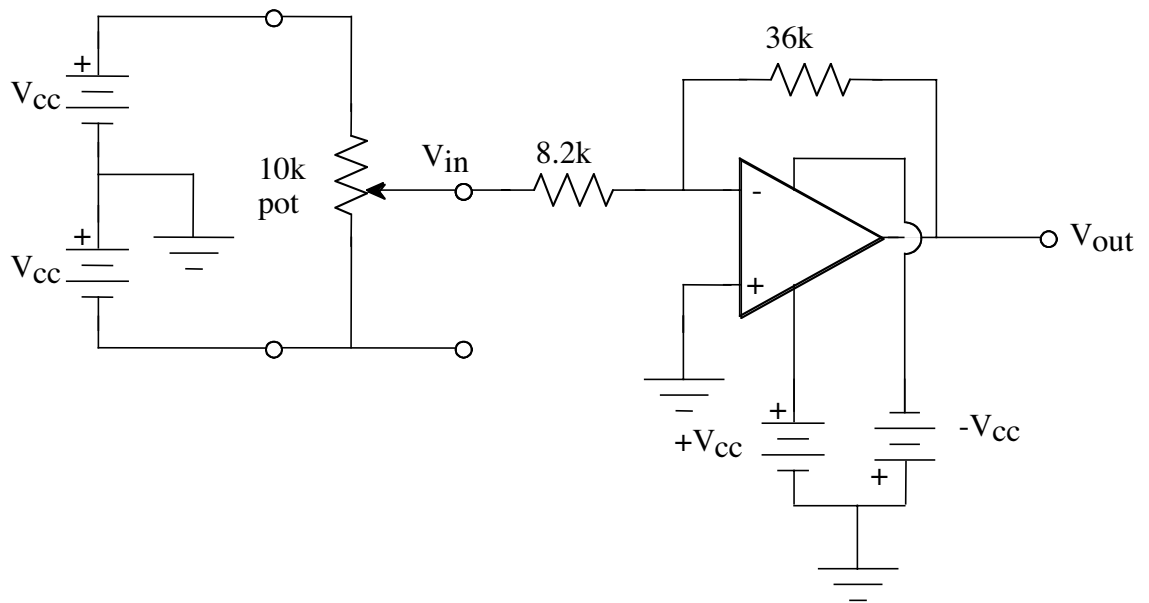 36k
+
Vcc
10k
pot
Vin
8.2k
-
+
Vout
+
Vcc
+
+Vcc
-Vcc
+